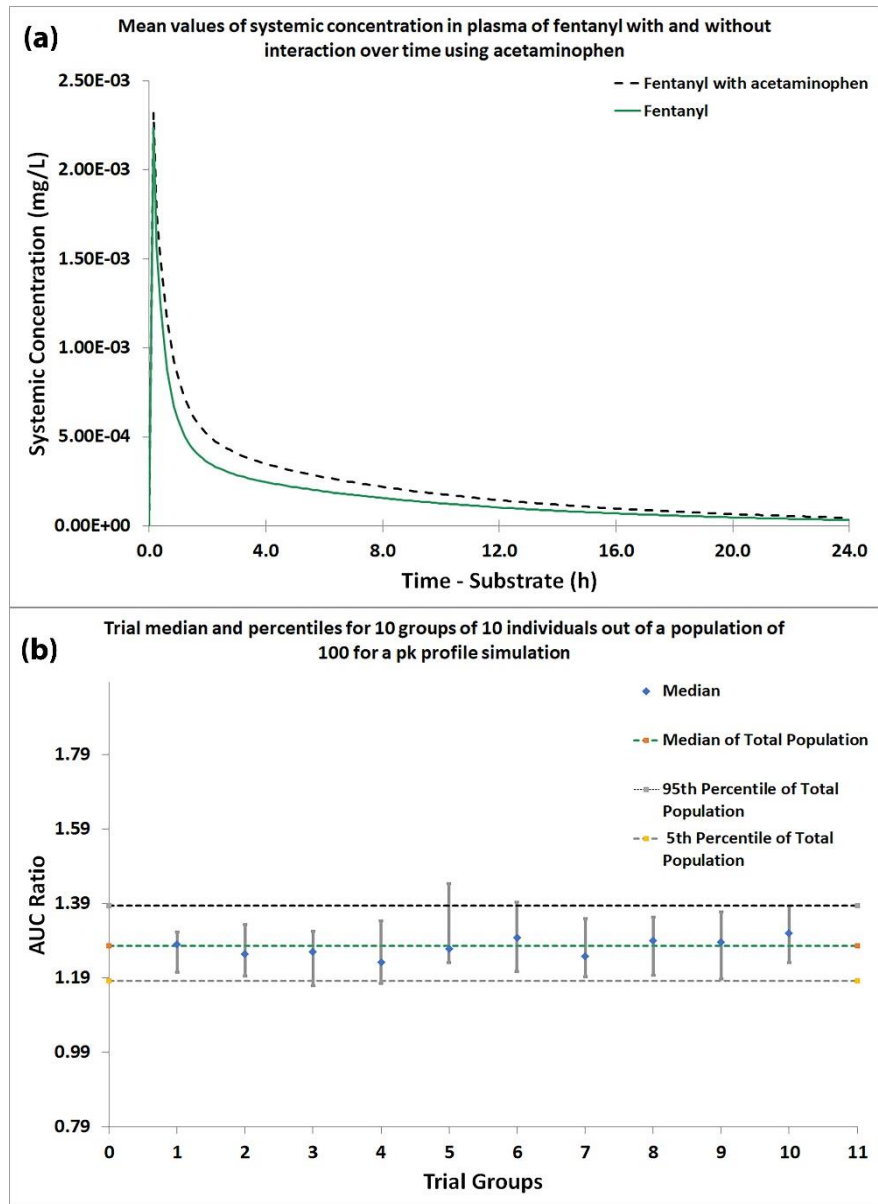 (a)
Mean values of systemic concentration in plasma of fentanyl with and without
interaction over time using acetaminophen
2.50E-03
2.00E-03
1.50E-03
1.00E-03
5.00E-04
0.00E+00
Systemic Concentration (mg/L)
Fentanyl with acetaminophen
Fentanyl
0.0 4.0 8.0 12.0 16.0 20.0 24.0
Time - Substrate (h)
(b)
Trial median and percentiles for 10 groups of 10 individuals out of a population of
100 for a pk profile simulation
Median
Median of Total Population
95th Percentile of Total
Population
5th Percentile of Total
Population
1.79
1.59
1.39
1.19
0.99
0.79
AUC Ratio
0 1 2 3 4 5 6 7 8 9 10 11
Trial Groups